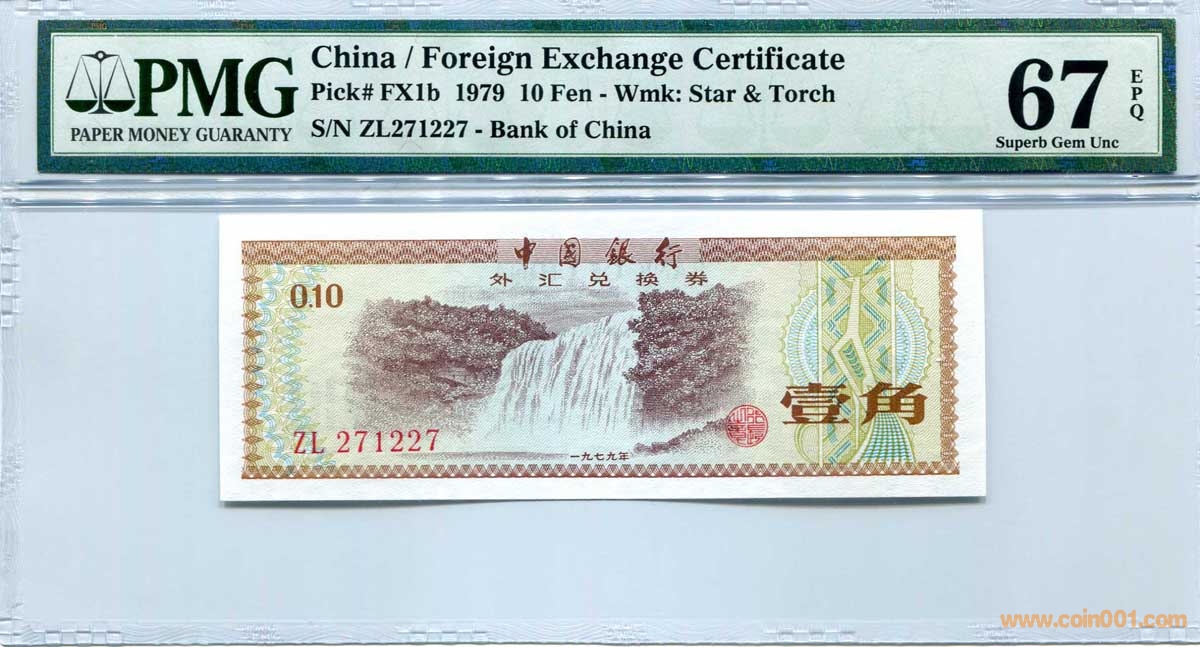 PMG
PAPER MONEY GUARANTY
China / Foreign Exchange Certificate
Pick# FX1b 1979 10 Fen - Wmk: Star & Torch
S/N ZL271227 - Bank of China
67
EPQ
Superb Gem Unc
中國銀行
外汇兑换券
0.10
壹角
ZL 271227
一九七九年
www.coin001.com